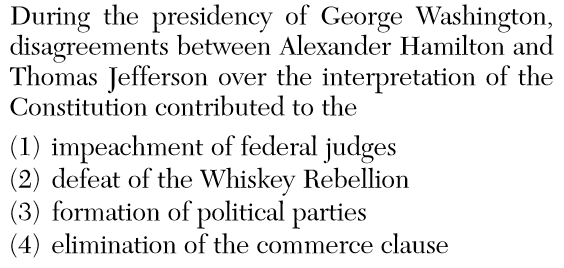 During the presidency of George Washington,
disagreements between Alexander Hamilton and
Thomas Jefferson over the interpretation of the
Constitution contributed to the
(1) impeachment of federal judges
(2) defeat of the Whiskey Rebellion
(3) formation of political parties
(4) elimination of the commerce clause